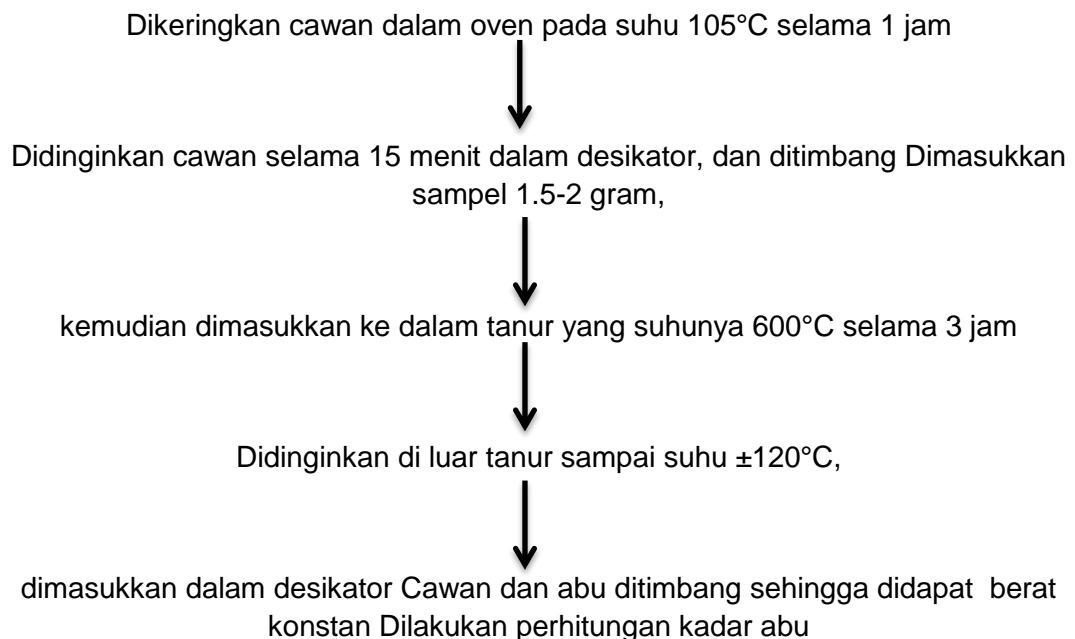 Dikeringkan cawan dalam oven pada suhu 105°C selama 1 jam
Didinginkan cawan selama 15 menit dalam desikator, dan ditimbang Dimasukkan
sampel 1.5-2 gram,
kemudian dimasukkan ke dalam tanur yang suhunya 600°C selama 3 jam
Didinginkan di luar tanur sampai suhu ±120°C,
dimasukkan dalam desikator Cawan dan abu ditimbang sehingga didapat  berat
konstan Dilakukan perhitungan kadar abu